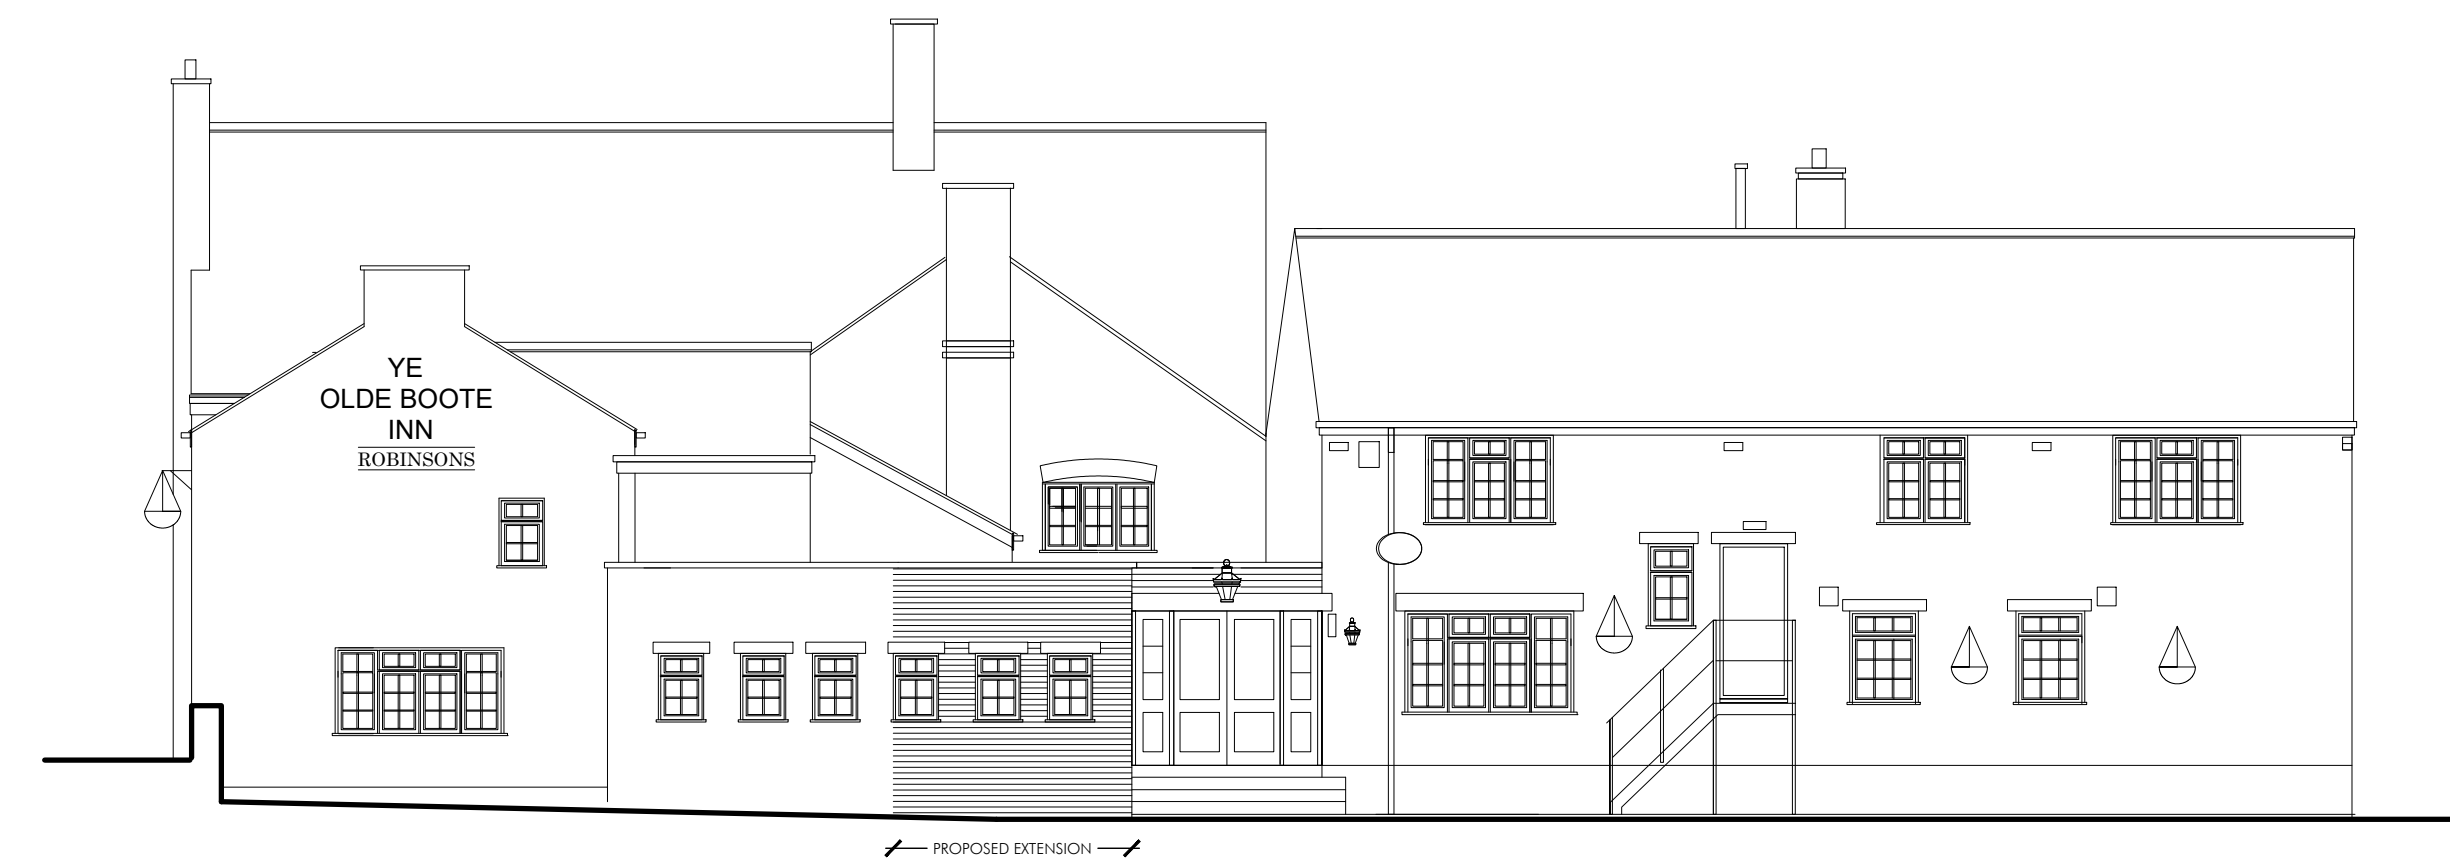 YE
OLDE BOOTE
INN
ROBINSONS
PROPOSED EXTENSION